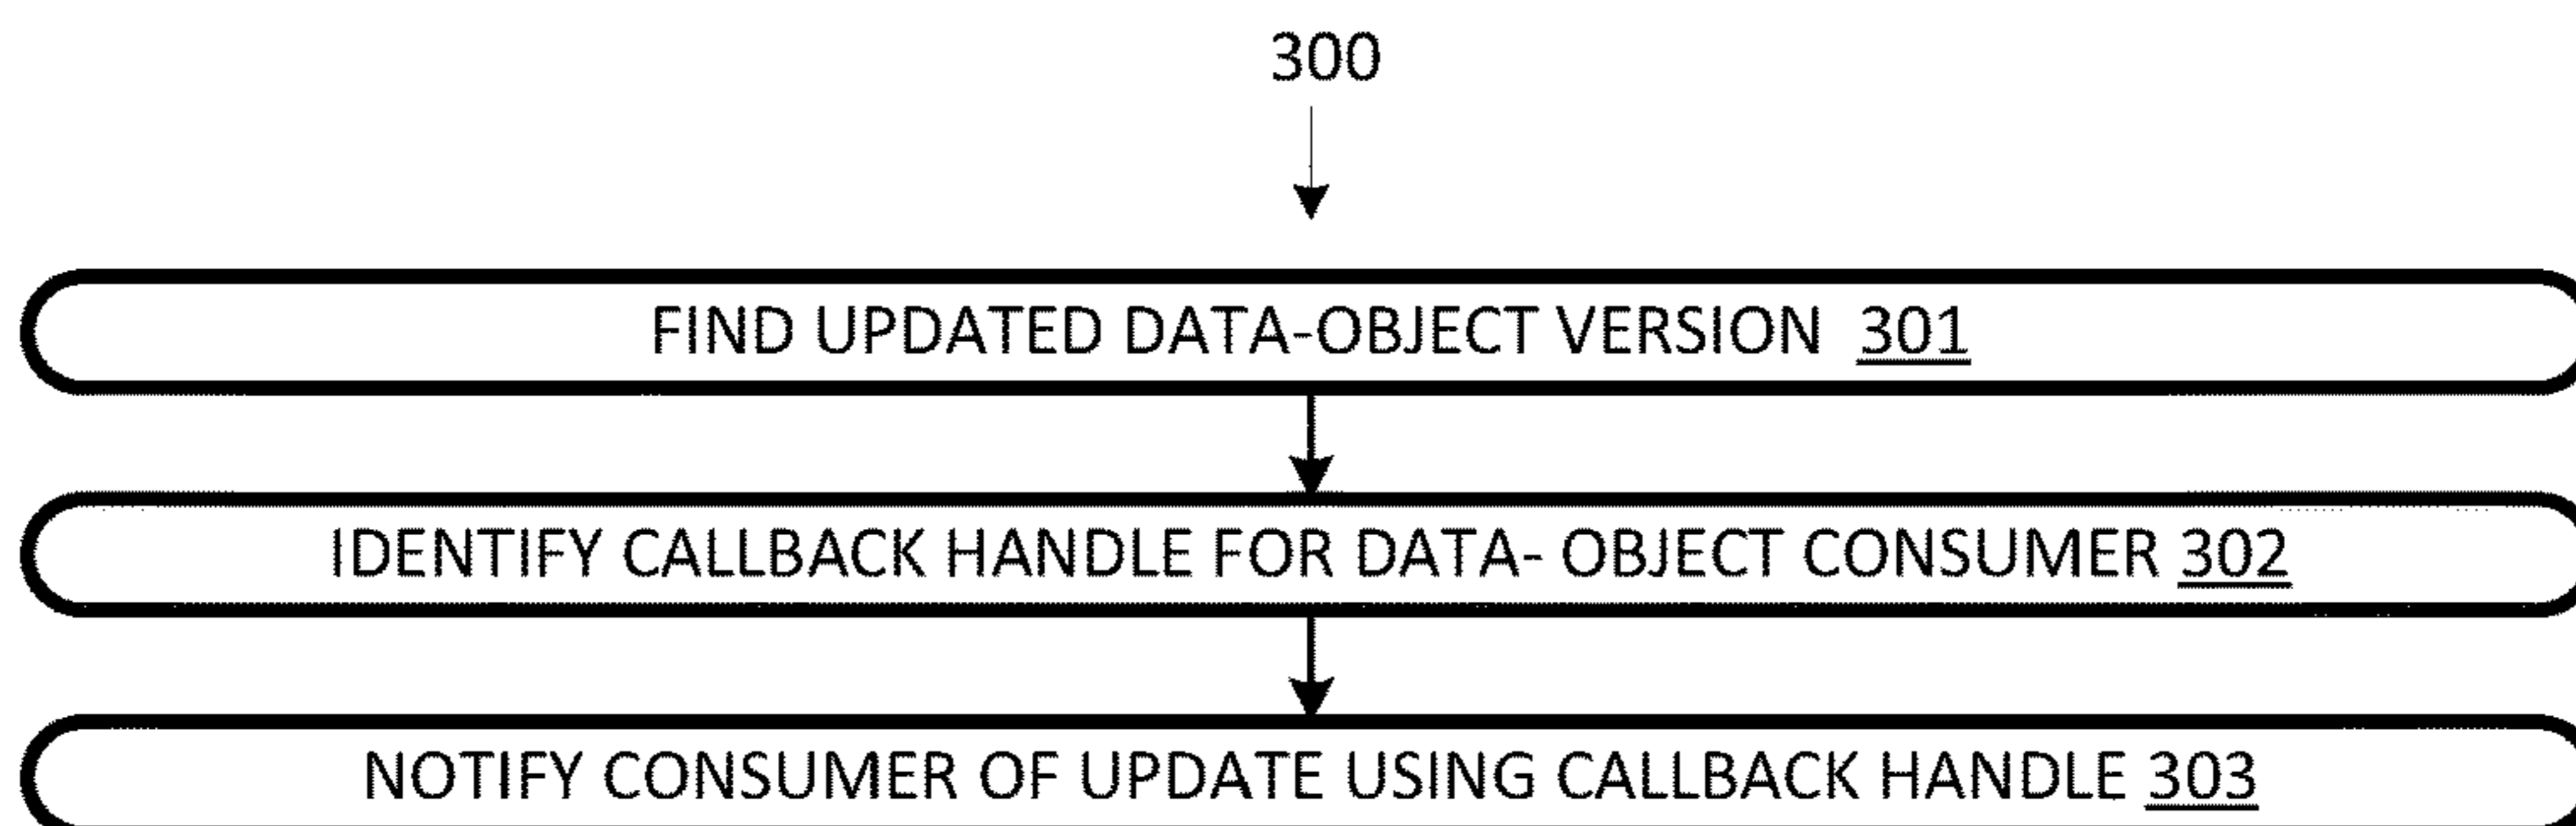 300
FIND UPDATED DATA-OBJECT VERSION 301
IDENTIFY CALLBACK HANDLE FOR DATA- OBJECT CONSUMER 302
NOTIFY CONSUMER OF UPDATE USING CALLBACK HANDLE 303